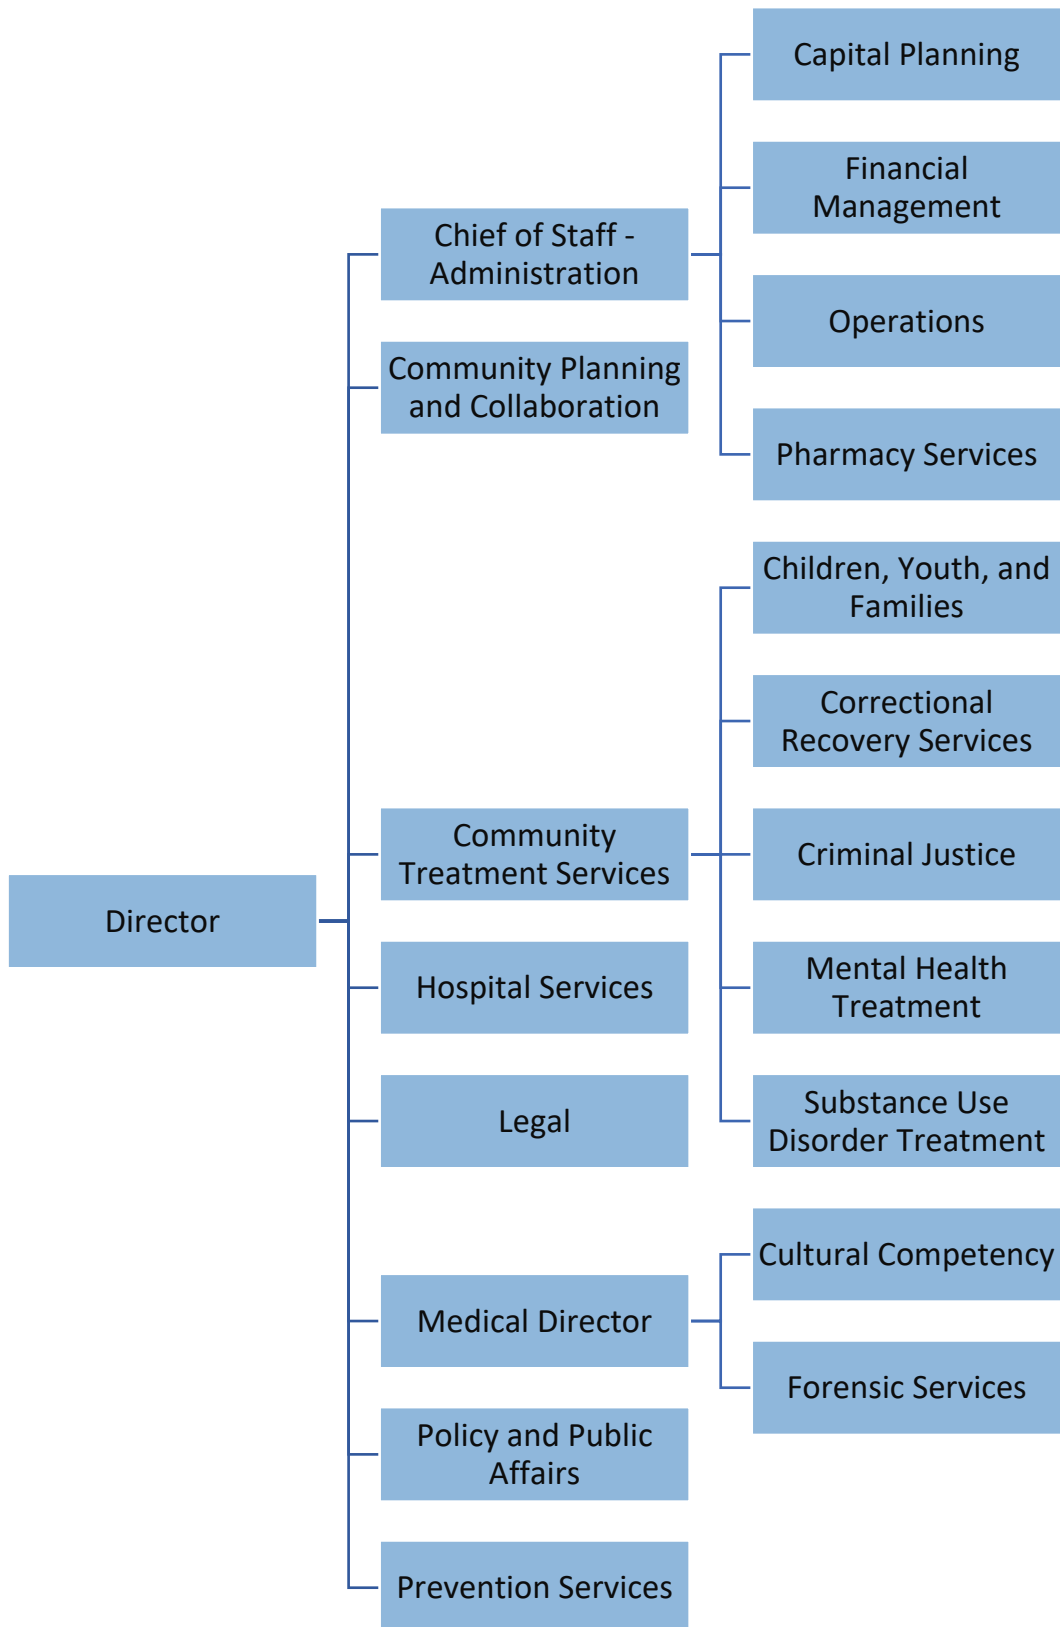 Director
Chief of Staff -
Administration
Community Planning
and Collaboration
Community
Treatment Services
Hospital Services
Legal
Medical Director
Policy and Public
Affairs
Prevention Services
Capital Planning
Financial
Management
Operations
Pharmacy Services
Children, Youth, and
Families
Correctional
Recovery Services
Criminal Justice
Mental Health
Treatment
Substance Use
Disorder Treatment
Cultural Competency
Forensic Services